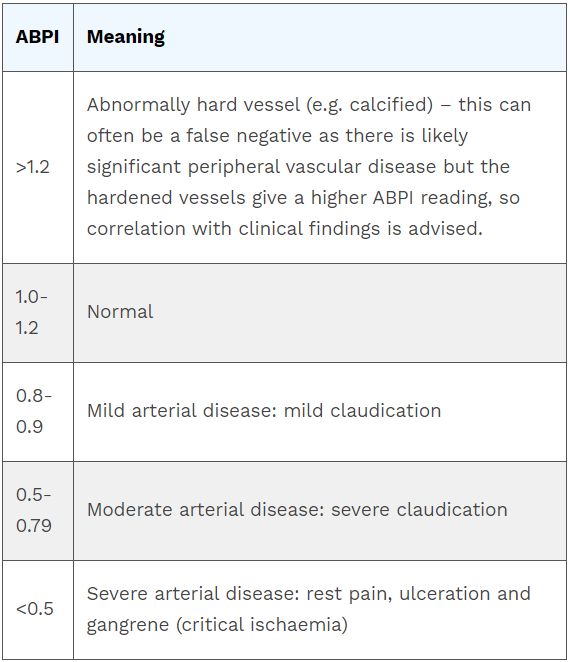 ABPI Meaning
>1.2
Abnormally hard vessel (e.g. calcified) – this can
often be a false negative as there is likely
significant peripheral vascular disease but the
hardened vessels give a higher ABPI reading, so
correlation with clinical findings is advised.
1.0-
1.2
Normal
0.8-
0.9
Mild arterial disease: mild claudication
0.5-
0.79
Moderate arterial disease: severe claudication
<0.5
Severe arterial disease: rest pain, ulceration and
gangrene (critical ischaemia)